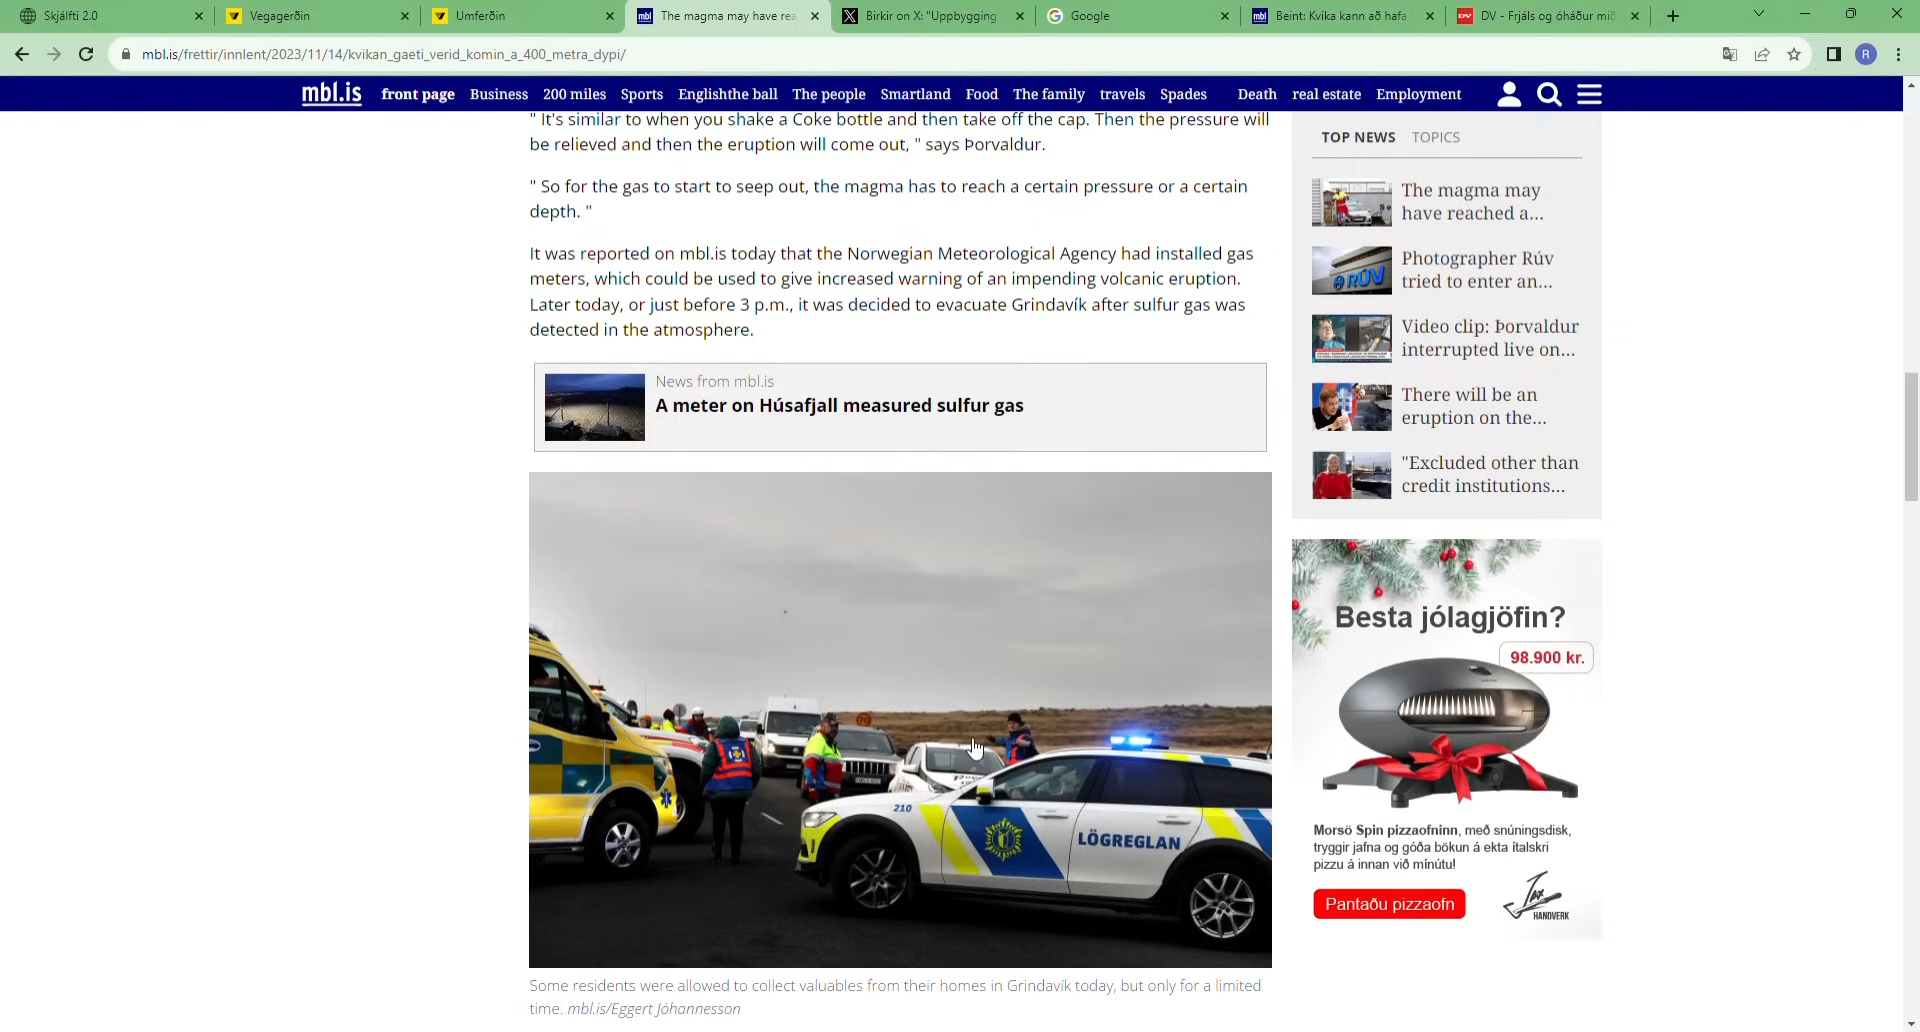 Skjálfti 2.0
Vegagerðin
Umferðin
The magma may have rea
Birkir on X: "Uppbygging
Google
Beint: Kvika kann að hafa
DV - Frjáls og óháður mið
mbl.is/frettir/innlent/2023/11/14/kvikan_gaeti_verid_komin_a_400_metra_dypi/
R
mbl.is front page Business 200 miles Sports Englishthe ball The people Smartland Food The family travels Spades Death real estate Employment
" It's similar to when you shake a Coke bottle and then take off the cap. Then the pressure will
be relieved and then the eruption will come out, " says Þorvaldur.
" So for the gas to start to seep out, the magma has to reach a certain pressure or a certain
depth. "
It was reported on mbl.is today that the Norwegian Meteorological Agency had installed gas
meters, which could be used to give increased warning of an impending volcanic eruption.
Later today, or just before 3 p.m., it was decided to evacuate Grindavík after sulfur gas was
detected in the atmosphere.
News from mbl.is
A meter on Húsafjall measured sulfur gas
210
LÖGREGLAN
Some residents were allowed to collect valuables from their homes in Grindavík today, but only for a limited
time. mbl.is/Eggert Jóhannesson
TOP NEWS TOPICS
The magma may
have reached a...
RÚV
Photographer Rúv
tried to enter an...
Video clip: Þorvaldur
interrupted live on...
There will be an
eruption on the...
"Excluded other than
credit institutions...
Besta jólagjöfin?
98.900 kr.
Morsö Spin pizzaofninn, með snúningsdisk,
tryggir jafna og góða bökun á ekta ítalskri
pizzu á innan við mínútu!
Pantaðu pizzaofn
HANDVERK